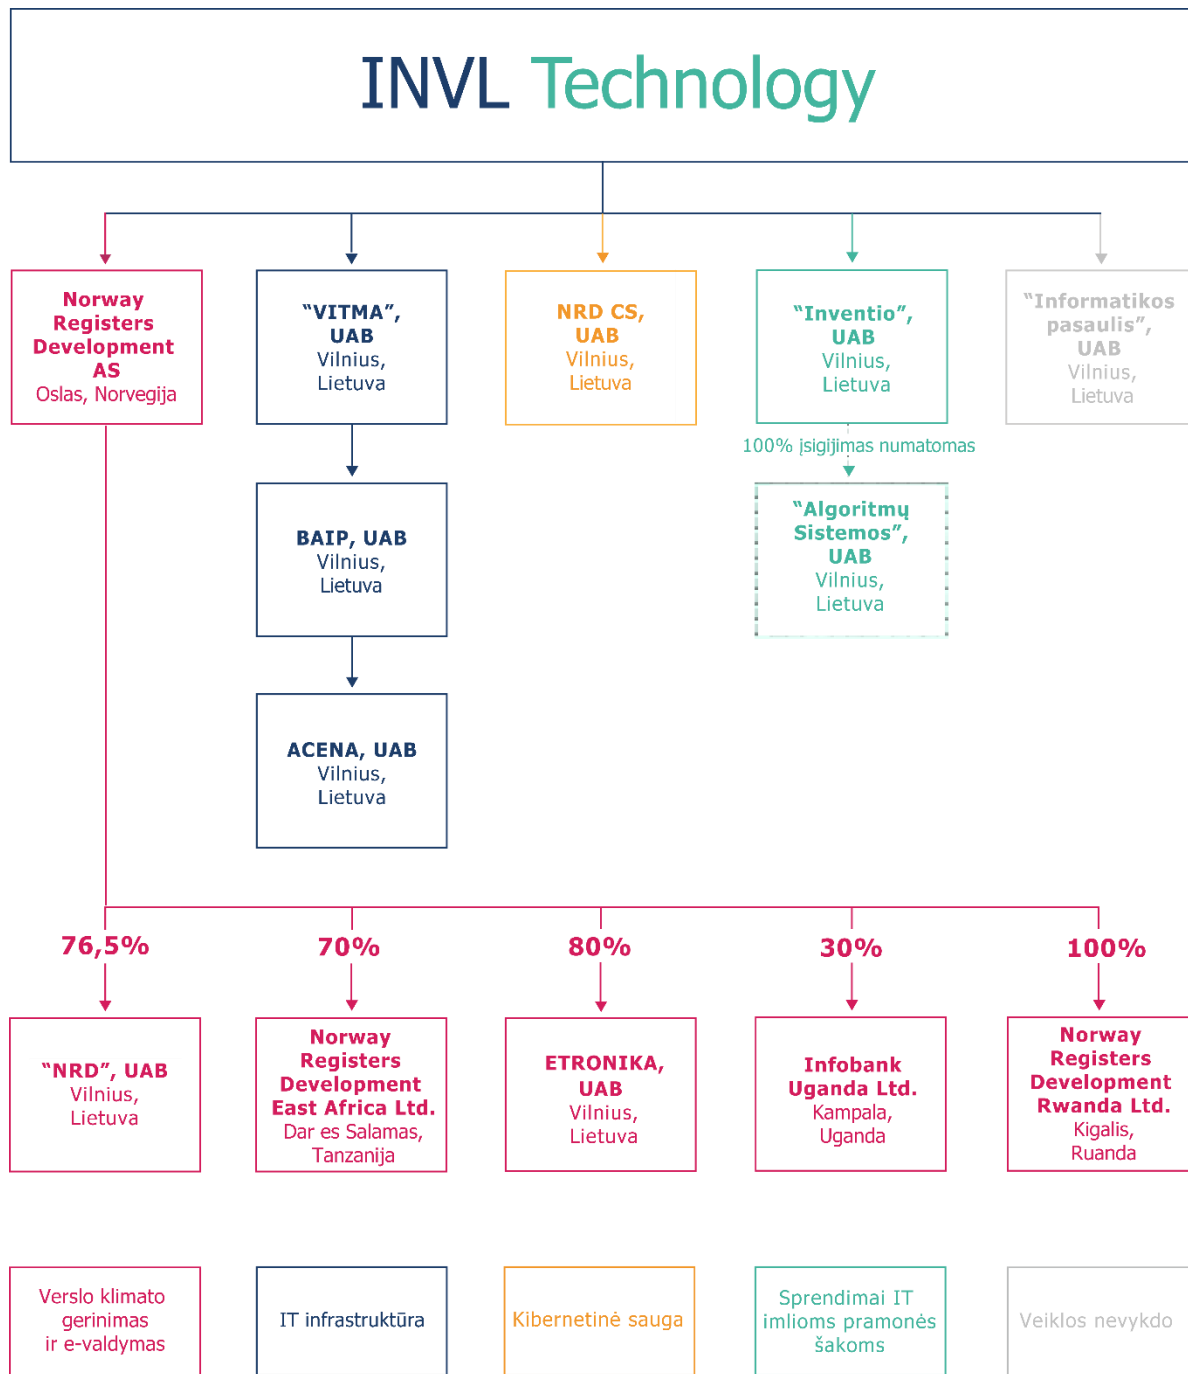 INVL Technology
Norway
Registers
Development
AS
Oslas, Norvegija
“VITMA”,
UAB
Vilnius,
Lietuva
NRD CS,
UAB
Vilnius,
Lietuva
“Inventio”,
UAB
Vilnius,
Lietuva
“Informatikos
pasaulis”,
UAB
Vilnius,
Lietuva
100% įsigijimas numatomas
BAIP, UAB
Vilnius,
Lietuva
“Algoritmų
Sistemos”,
UAB
Vilnius,
Lietuva
ACENA, UAB
Vilnius,
Lietuva
76,5%
70%
80%
30%
100%
“NRD”, UAB
Vilnius,
Lietuva
Norway
Registers
Development
East Africa Ltd.
Dar es Salamas,
Tanzanija
ETRONIKA,
UAB
Vilnius,
Lietuva
Infobank
Uganda Ltd.
Kampala,
Uganda
Norway
Registers
Development
Rwanda Ltd.
Kigalis,
Ruanda
Verslo klimato
gerinimas
ir e-valdymas
IT infrastruktūra
Kibernetinė sauga
Sprendimai IT
imlioms pramonės
šakoms
Veiklos nevykdo